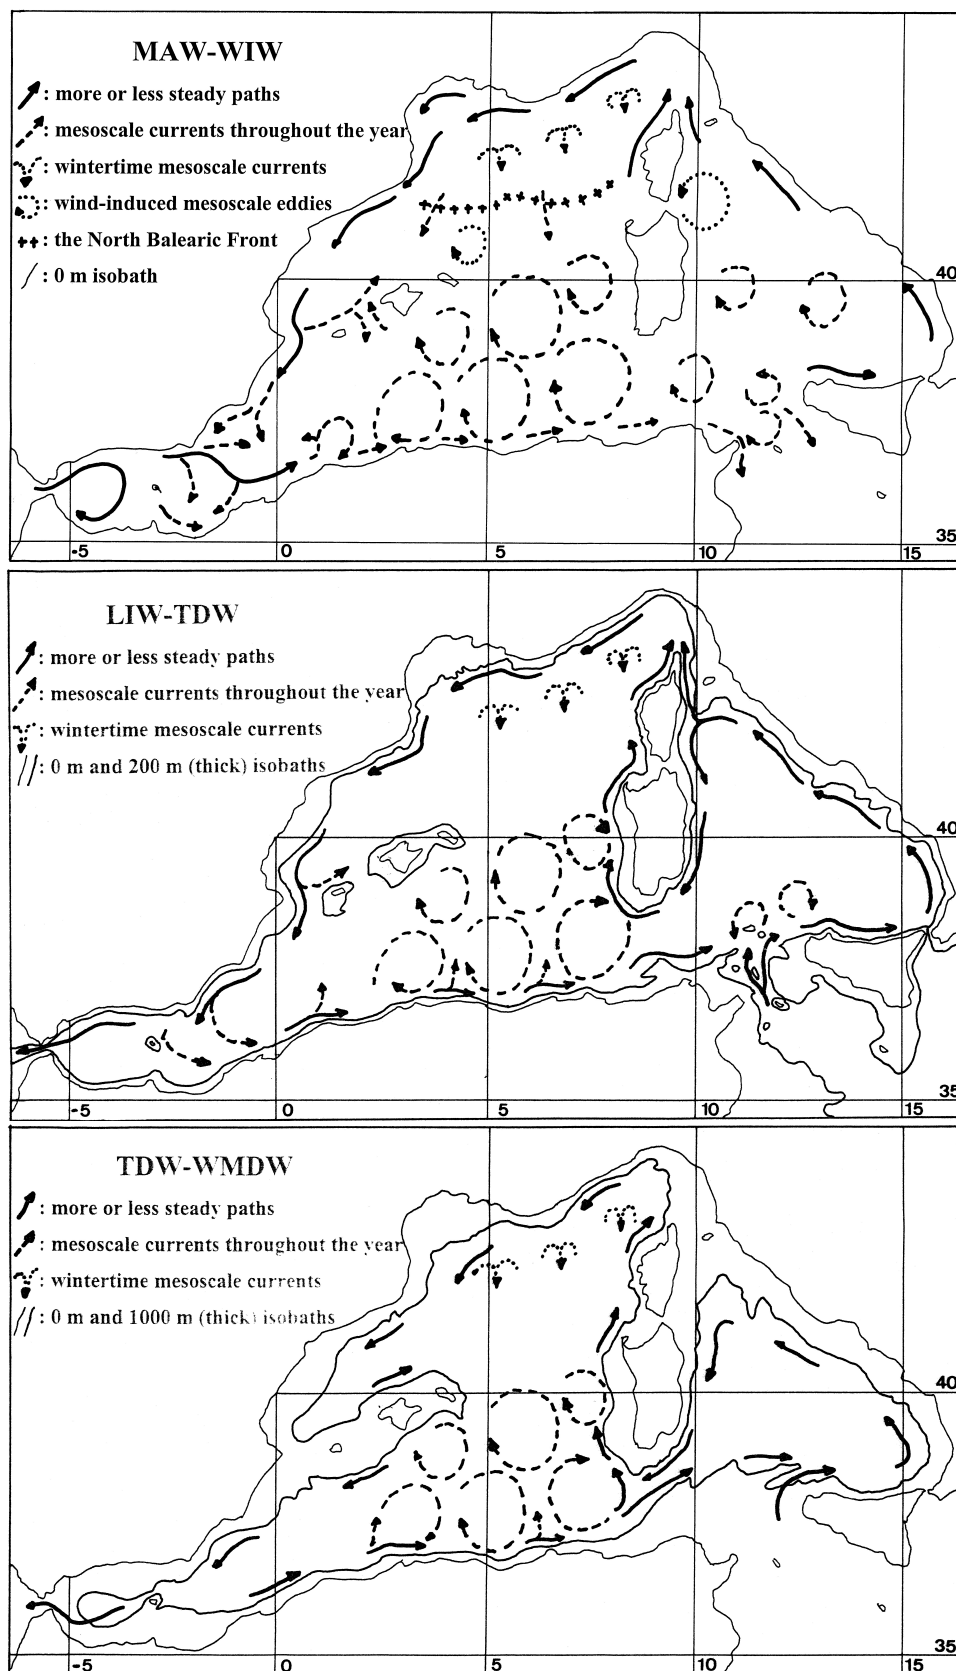 MAW-WIW
: more or less steady paths
: mesoscale currents throughout the year
: wintertime mesoscale currents
: wind-induced mesoscale eddies
: the North Balearic Front
: 0 m isobath
40
35
-5 0 5 10 15
LIW-TDW
: more or less steady paths
: mesoscale currents throughout the year
: wintertime mesoscale currents
: 0 m and 200 m (thick) isobaths
40
35
-5 0 5 10 15
TDW-WMDW
: more or less steady paths
: mesoscale currents throughout the year
: wintertime mesoscale currents
: 0 m and 1000 m (thick) isobaths
40
35
-5 0 5 10 15